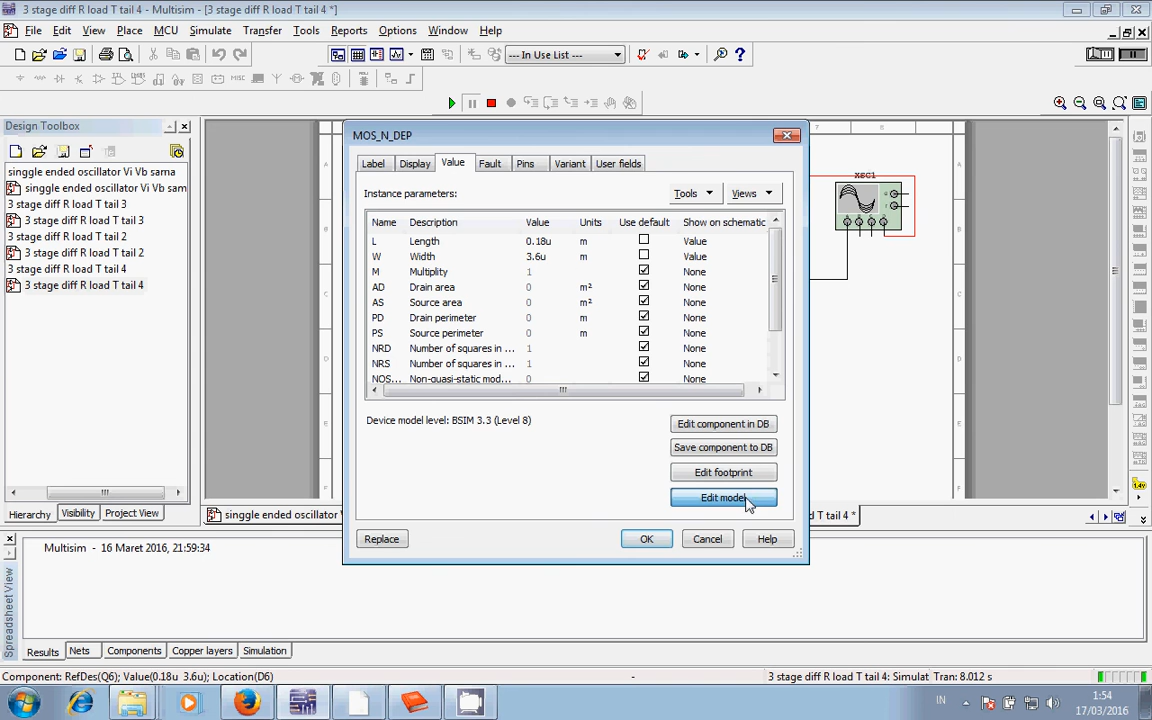 3 stage diff R load T tail 4 - Multisim - [3 stage diff R load T tail 4 *]
File Edit View Place MCU Simulate Transfer Tools Reports Options Window Help
--- In Use List ---
Design Toolbox
singgle ended oscillator Vi Vb sarna
singgle ended oscillator Vi Vb sam
3 stage diff R load T tail 3
3 stage diff R load T tail 3
3 stage diff R load T tail 2
3 stage diff R load T tail 2
3 stage diff R load T tail 4
3 stage diff R load T tail 4
Hierarchy Visibility Project View
MOS_N_DEP
Label Display Value Fault Pins Variant User fields
Instance parameters:
Tools Views
Name Description Value Units Use default Show on schematic
L Length 0.18u m Value
W Width 3.6u m Value
M Multiplity 1 None
AD Drain area 0 m² None
AS Source area 0 m² None
PD Drain perimeter 0 m None
PS Source perimeter 0 m None
NRD Number of squares in ... 1 None
NRS Number of squares in ... 1 None
NOS... Non-quasi-static mod... 0 None
Device model level: BSIM 3.3 (Level 8)
Edit component in DB
Save component to DB
Edit footprint
Edit model
Replace OK Cancel Help
7 8
XSC1
singgle ended oscillator
d T tail 4 *
Spreadsheet View
Multisim - 16 Maret 2016, 21:59:34
Results Nets Components Copper layers Simulation
Component: RefDes(Q6); Value(0.18u 3.6u); Location(D6)
-
3 stage diff R load T tail 4: Simulat Tran: 8.012 s
IN
1:54
17/03/2016